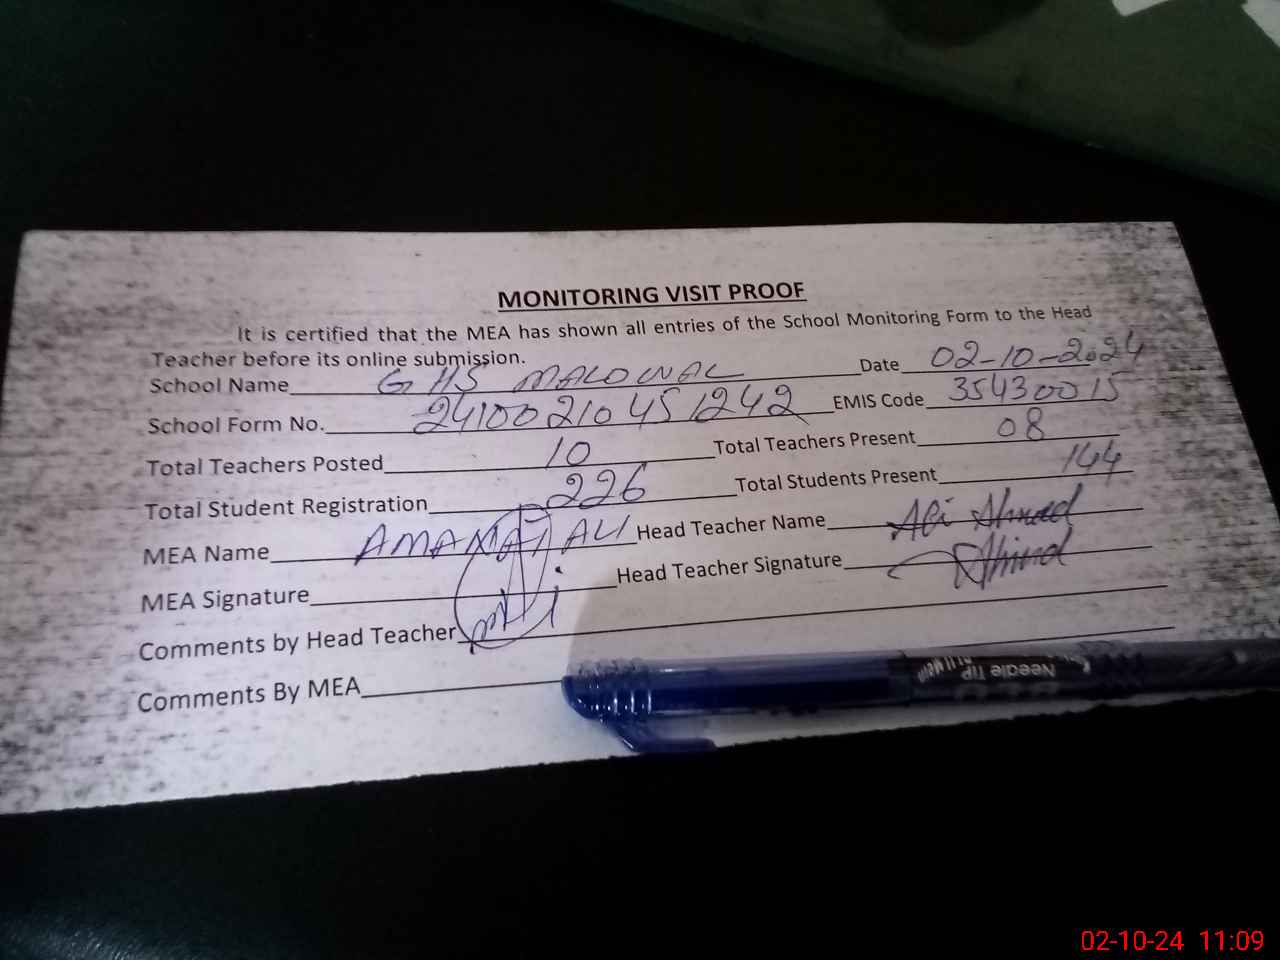 MONITORING VISIT PROOF
It is certified that the MEA has shown all entries of the School Monitoring Form to the Head
Teacher before its online submission.
School Name GHS MALOWAL Date 02-10-2024
School Form No. 2410021045 1242 EMIS Code 35430015
Total Teachers Posted 10 Total Teachers Present 08
Total Student Registration 226 Total Students Present 144
MEA Name AMANAT ALI Head Teacher Name Ali Ahmad
MEA Signature Head Teacher Signature Ahmad
Comments by Head Teacher
Comments By MEA
Needle Tip
02-10-24 11:09